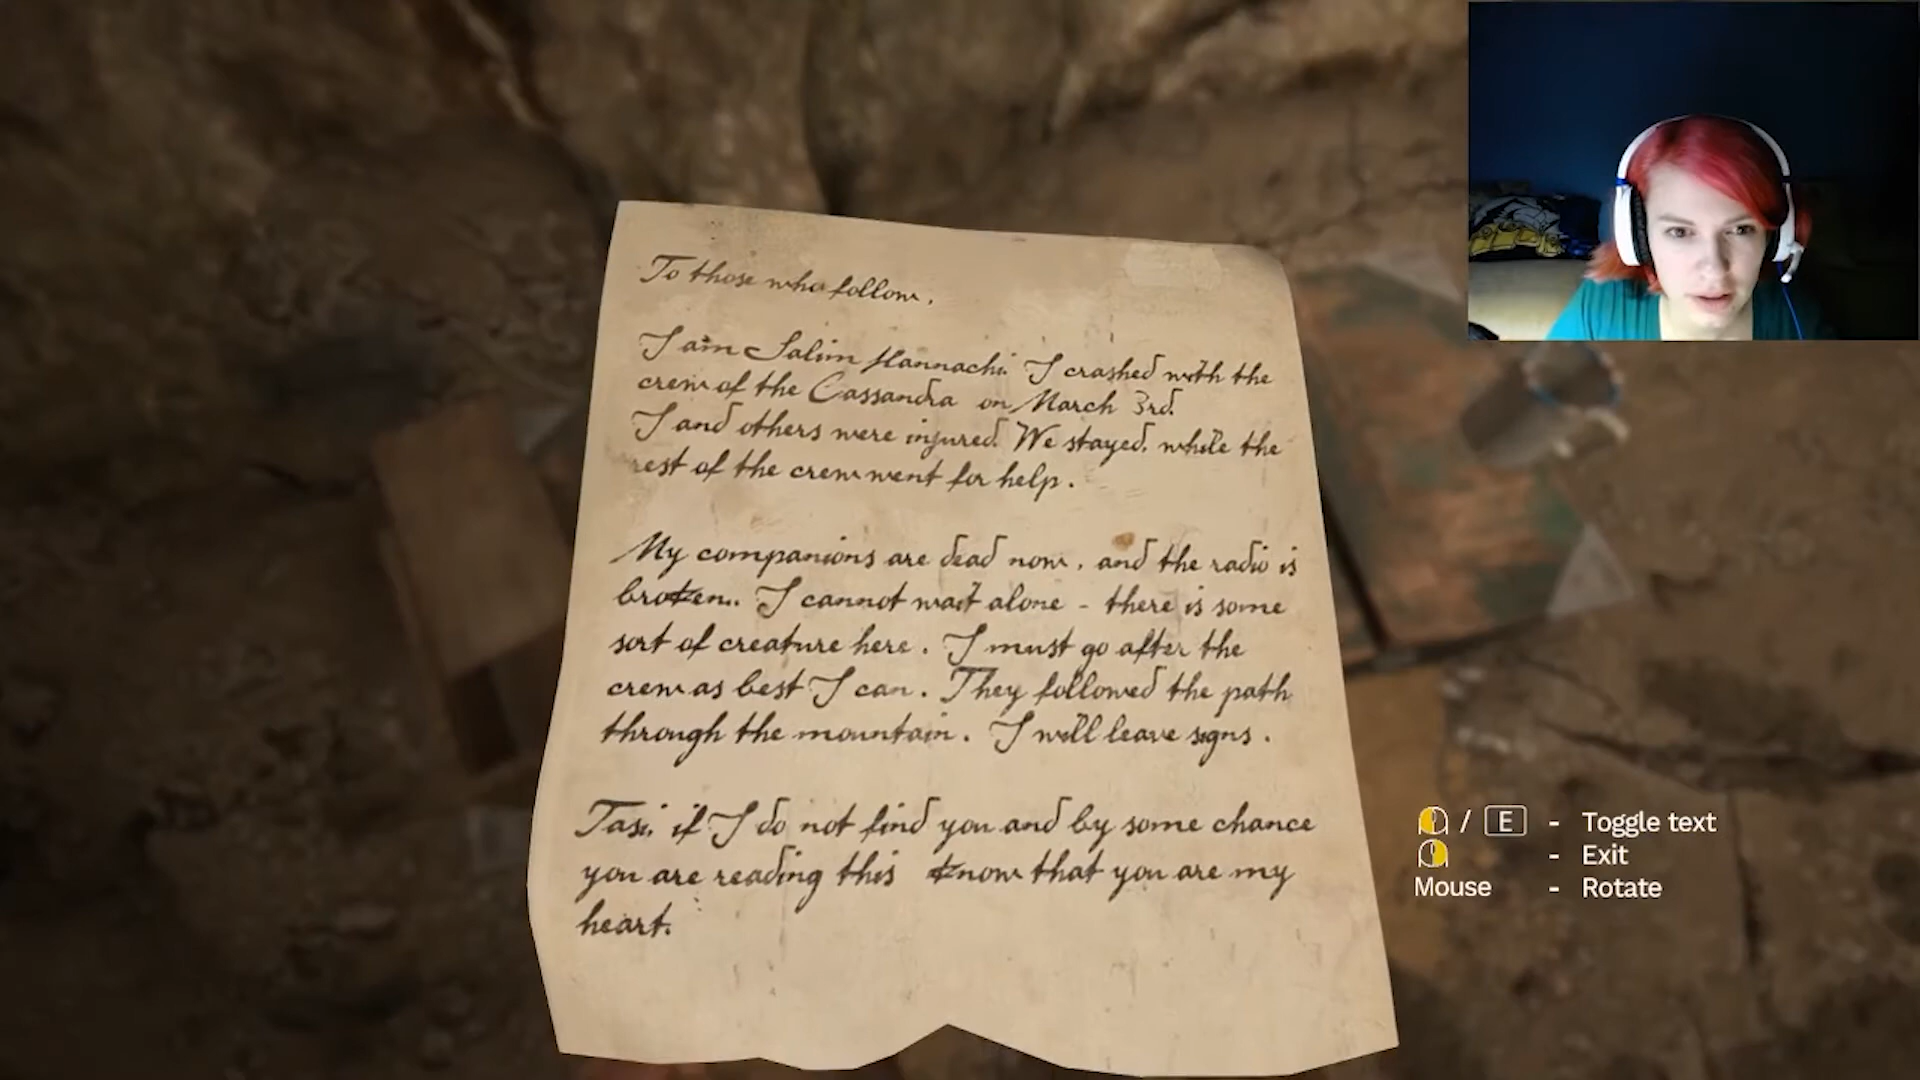 To those who follow,
I am Salim Hannachi. I crashed with the
crew of the Cassandra on March 3rd.
I and others were injured. We stayed, while the
rest of the crew went for help.
My companions are dead now, and the radio is
broken. I cannot wait alone - there is some
sort of creature here. I must go after the
crew as best I can. They followed the path
through the mountain. I will leave signs.
Tasi, if I do not find you and by some chance
you are reading this know that you are my
heart.
/ E - Toggle text
- Exit
Mouse - Rotate